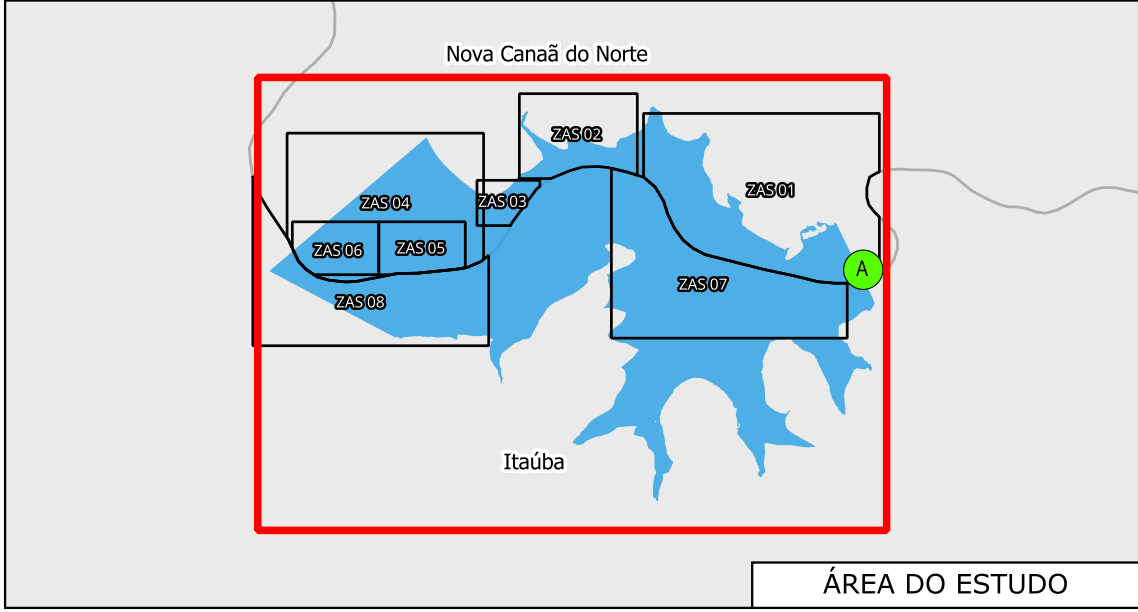 Nova Canaã do Norte
ZAS 02
ZAS 01
ZAS 04
ZAS 03
ZAS 06
ZAS 05
A
ZAS 08
ZAS 07
Itaúba
ÁREA DO ESTUDO